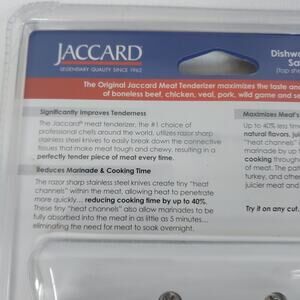 JACCARD®
LEGENDARY QUALITY SINCE 1962
Dishw
Sa
(Top she
The Original Jaccard Meat Tenderizer maximizes the taste and
of boneless beef, chicken, veal, pork, wild game and se
Significantly Improves Tenderness
The Jaccard® meat tenderizer, the #1 choice of
professional chefs around the world, utilizes razor sharp
stainless steel knives to easily break down the connective
tissues that make meat tough and chewy, resulting in a
perfectly tender piece of meat every time.
Reduces Marinade & Cooking Time
The razor sharp stainless steel knives create tiny "heat
channels" within the meat, allowing heat to penetrate
more quickly... reducing cooking time by up to 40%.
These tiny "heat channels" also allow marinades to be
fully absorbed into the meat in as little as 5 minutes...
eliminating the need for meat to soak overnight.
Maximizes Meat's
Up to 40% less time
natural flavors, juic
"heat channels"
marinade by up
cooking through
of meat. The pat
turkey, and othe
juicier meat and
Try it on any cut.